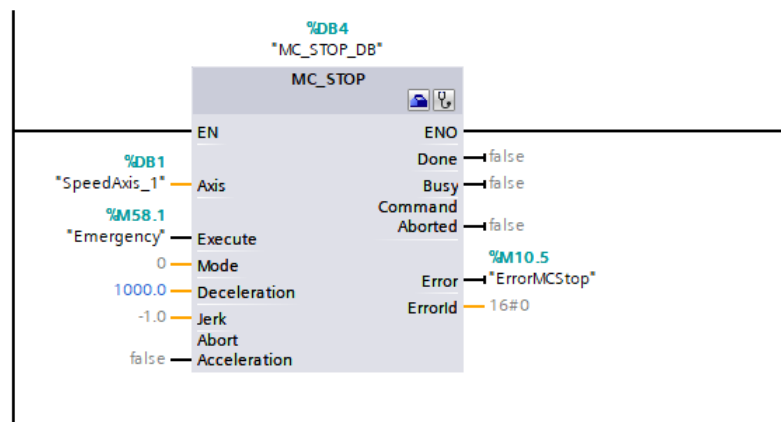 %DB4
"MC_STOP_DB"
MC_STOP
EN
ENO
%DB1
Done
false
"SpeedAxis_1"
Axis
Busy
false
%M58.1
Command
Aborted
false
"Emergency"
Execute
0
Mode
%M10.5
Error
"ErrorMCStop"
1000.0
Deceleration
-1.0
Jerk
ErrorId
16#0
Abort
false
Acceleration